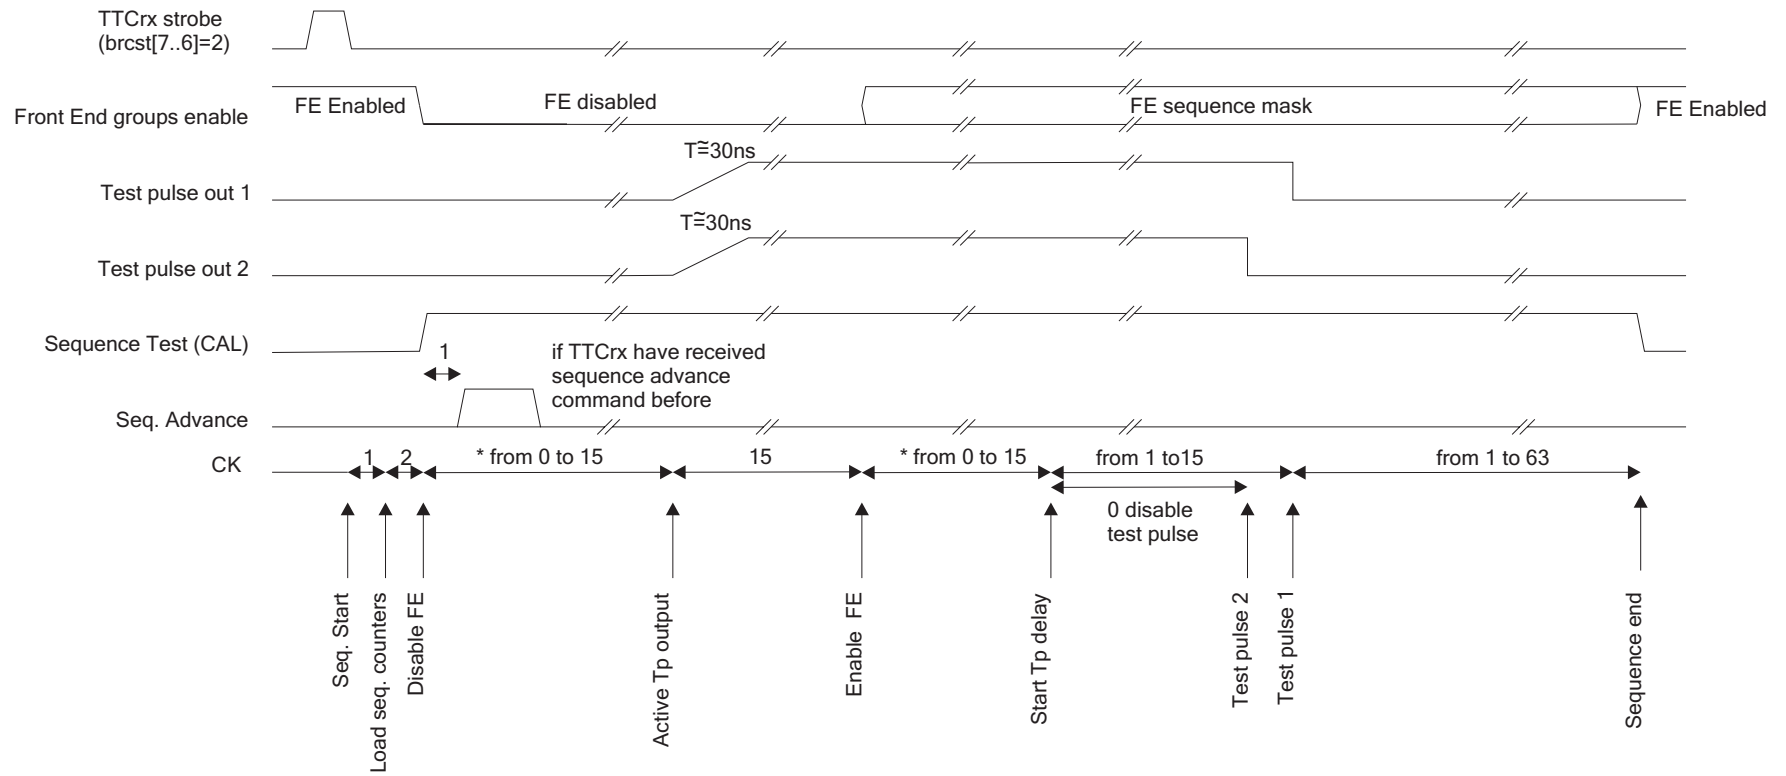 TTCrx strobe
(brcst[7..6]=2)
Front End groups enable
FE Enabled
FE disabled
FE sequence mask
FE Enabled
T≅30ns
Test pulse out 1
T≅30ns
Test pulse out 2
Sequence Test (CAL)
1
if TTCrx have received
sequence advance
command before
Seq. Advance
CK
1
2
* from 0 to 15
15
* from 0 to 15
from 1 to15
from 1 to 63
0 disable
test pulse
Seq. Start
Load seq. counters
Disable FE
Active Tp output
Enable FE
Start Tp delay
Test pulse 2
Test pulse 1
Sequence end